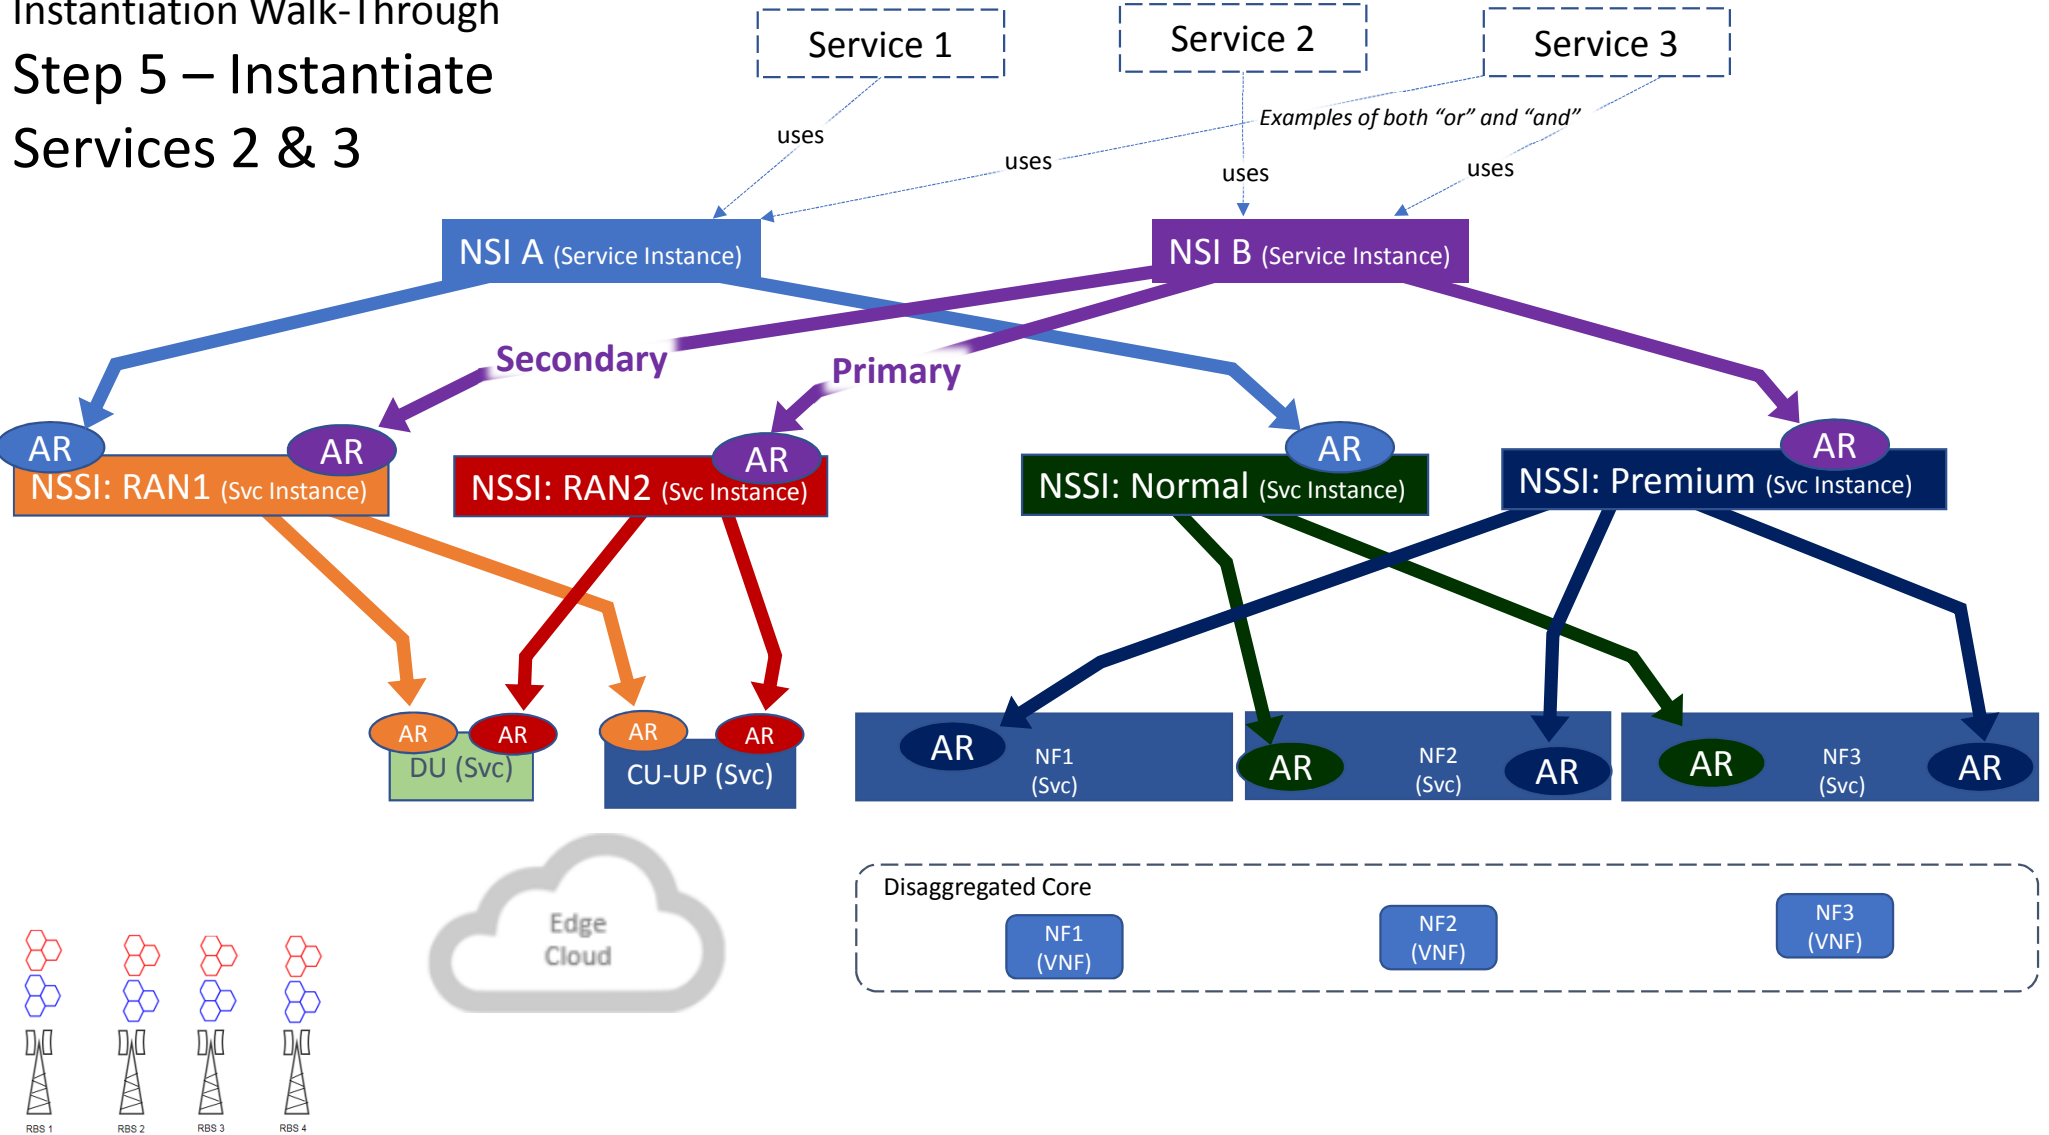 Instantiation Walk-Through
Step 5 – Instantiate
Services 2 & 3
Service 1
Service 2
Service 3
Examples of both “or” and “and”
uses
uses
uses
uses
NSI A (Service Instance)
NSI B (Service Instance)
Secondary
Primary
AR
AR
AR
AR
AR
NSSI: RAN1 (Svc Instance)
NSSI: RAN2 (Svc Instance)
NSSI: Normal (Svc Instance)
NSSI: Premium (Svc Instance)
AR
AR
AR
AR
DU (Svc)
CU-UP (Svc)
AR
NF1
(Svc)
AR
NF2
(Svc)
AR
AR
NF3
(Svc)
AR
Edge
Cloud
Disaggregated Core
NF1
(VNF)
NF2
(VNF)
NF3
(VNF)
RBS 1
RBS 2
RBS 3
RBS 4